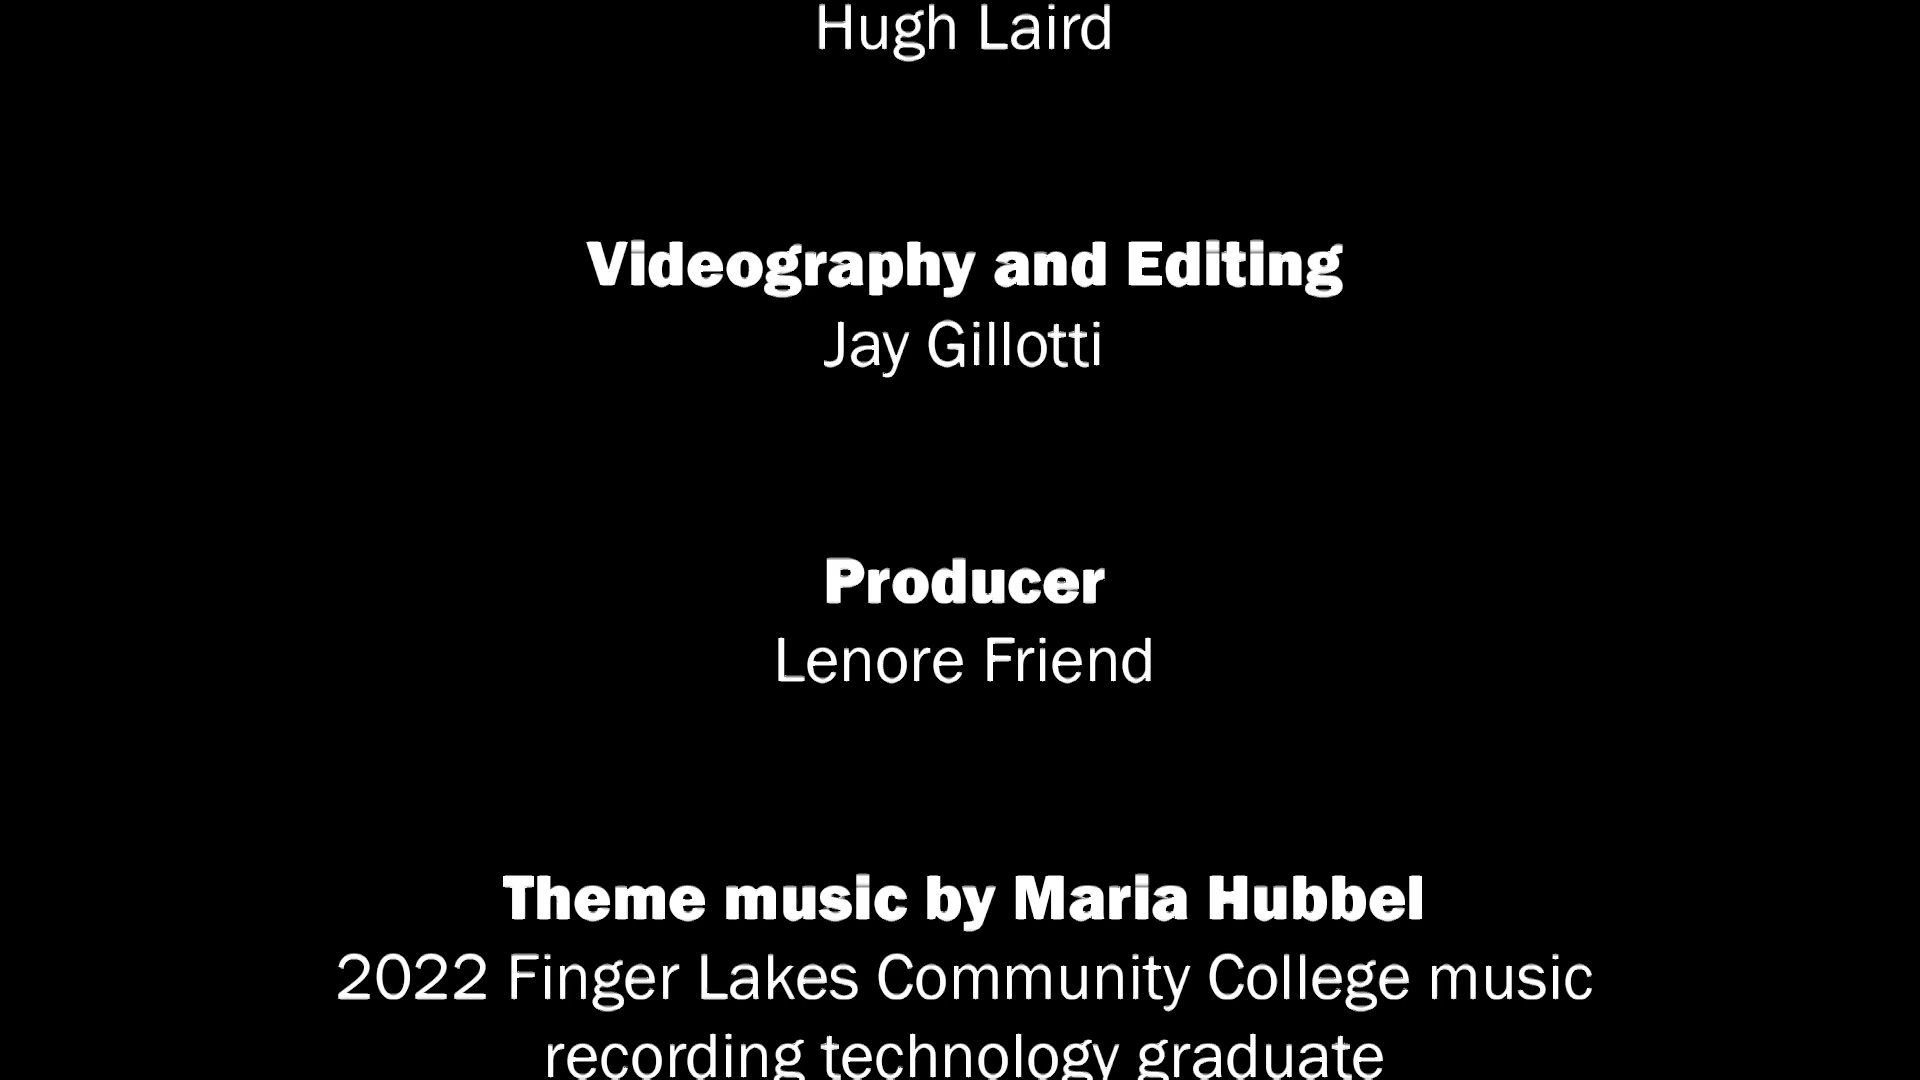 Hugh Laird
Videography and Editing
Jay Gillotti
Producer
Lenore Friend
Theme music by Maria Hubbel
2022 Finger Lakes Community College music
recording technology graduate